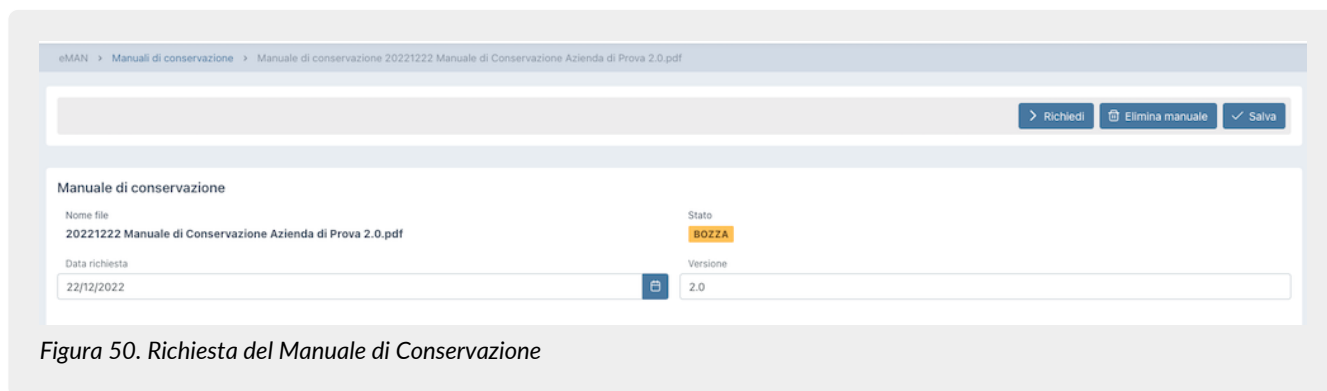 eMAN > Manuali di conservazione > Manuale di conservazione 20221222 Manuale di Conservazione Azienda di Prova 2.0.pdf
Richiedi Elimina manuale Salva
Manuale di conservazione
Nome file Stato
20221222 Manuale di Conservazione Azienda di Prova 2.0.pdf BOZZA
Data richiesta Versione
22/12/2022 2.0
Figura 50. Richiesta del Manuale di Conservazione